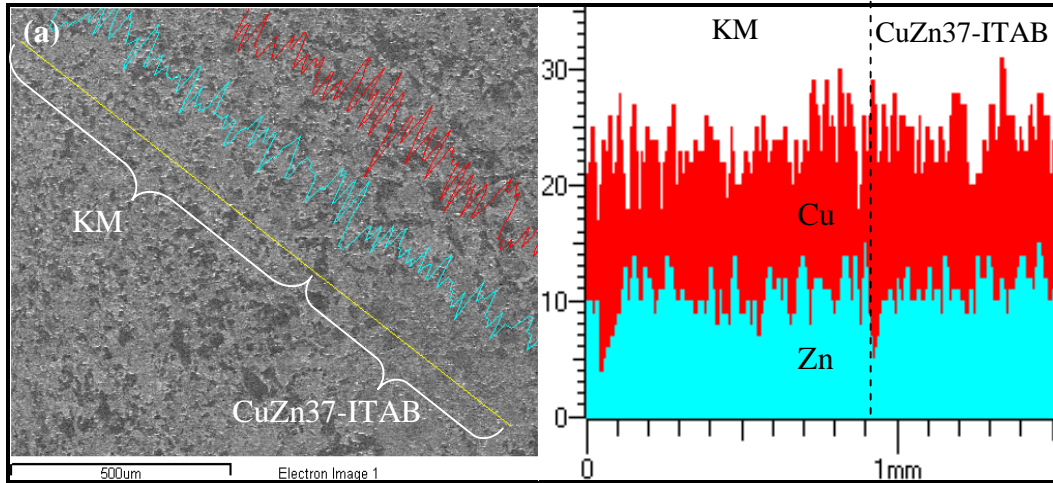 (a)
KM
CuZn37-ITAB
500um
Electron Image 1
KM
CuZn37-ITAB
30
20
10
0
Cu
Zn
0
1mm